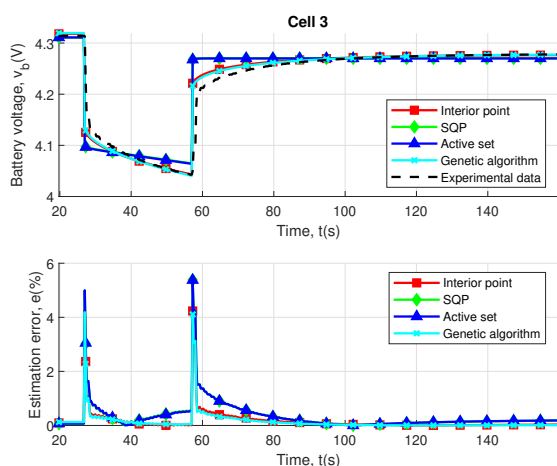 Cell 3
Battery voltage, v_b(V)
4.3
4.2
4.1
4
Interior point
SQP
Active set
Genetic algorithm
Experimental data
20 40 60 80 100 120 140
Time, t(s)
Estimation error, e(%)
6
4
2
0
Interior point
SQP
Active set
Genetic algorithm
20 40 60 80 100 120 140
Time, t(s)